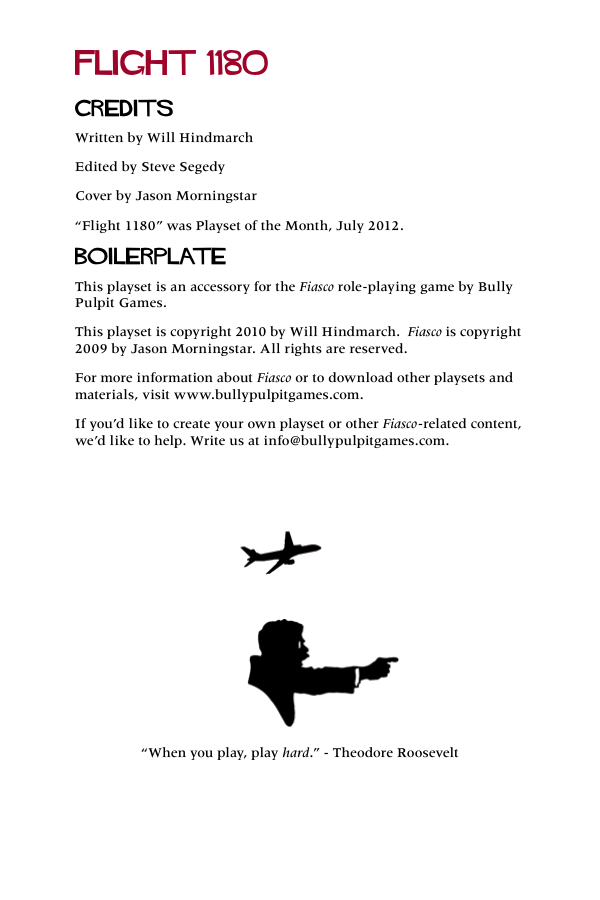 FLIGHT 1180
CREDITS
Written by Will Hindmarch
Edited by Steve Segedy
Cover by Jason Morningstar
“Flight 1180” was Playset of the Month, July 2012.
BOILERPLATE
This playset is an accessory for the Fiasco role-playing game by Bully
Pulpit Games.
This playset is copyright 2010 by Will Hindmarch.  Fiasco is copyright
2009 by Jason Morningstar. All rights are reserved.
For more information about Fiasco or to download other playsets and
materials, visit www.bullypulpitgames.com.
If you’d like to create your own playset or other Fiasco-related content,
we’d like to help. Write us at info@bullypulpitgames.com.
“When you play, play hard.” - Theodore Roosevelt